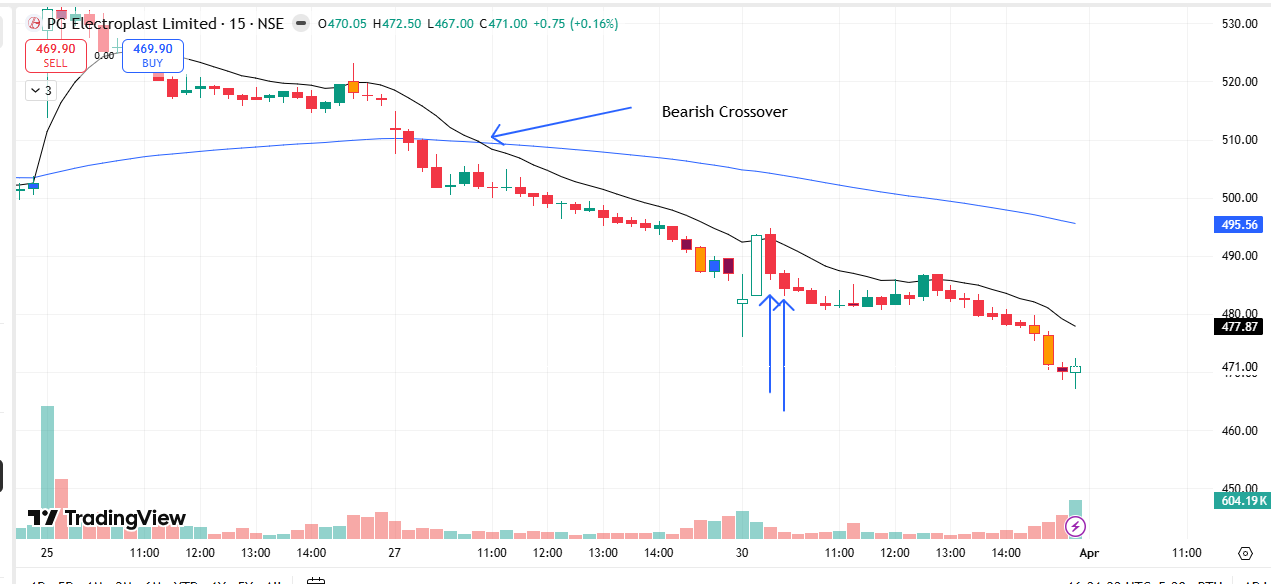 PG Electroplast Limited · 15 · NSE O470.05 H472.50 L467.00 C471.00 +0.75 (+0.16%)
469.90 SELL
0.00
469.90 BUY
3
Bearish Crossover
530.00
520.00
510.00
500.00
495.56
490.00
480.00
477.87
471.00
460.00
450.00
604.19K
TradingView
25 11:00 12:00 13:00 14:00 27 11:00 12:00 13:00 14:00 30 11:00 12:00 13:00 14:00 Apr 11:00